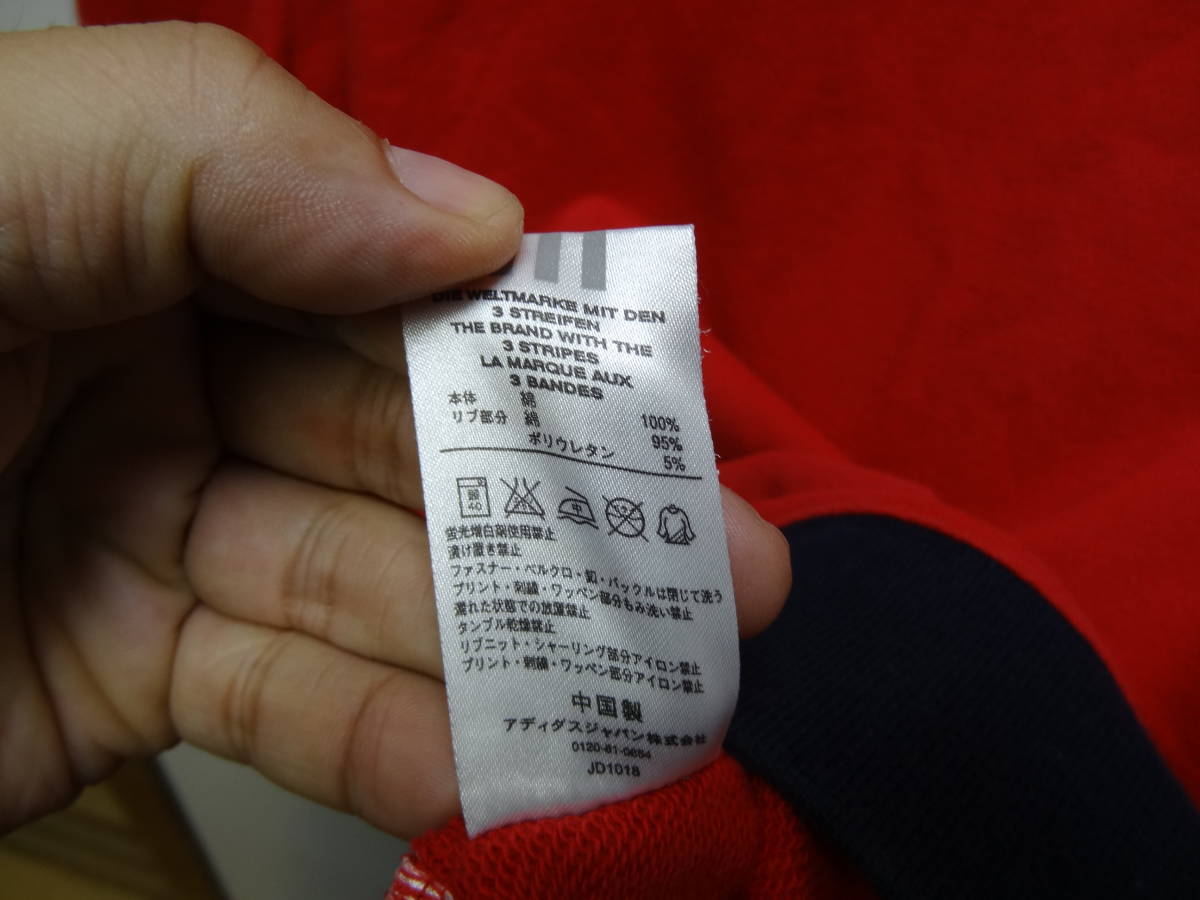 DIE WELTMARKE MIT DEN
3 STREIFEN
THE BRAND WITH THE
3 STRIPES
LA MARQUE AUX
3 BANDES
本体 綿 100%
リブ部分 綿 95%
ポリウレタン 5%
40 中
蛍光増白剤使用禁止
漬け置き禁止
ファスナー・ベルクロ・釦・バックルは閉じて洗う
プリント・刺繍・ワッペン部分もみ洗い禁止
濡れた状態での放置禁止
タンブル乾燥禁止
リブニット・シャーリング部分アイロン禁止
プリント・刺繍・ワッペン部分アイロン禁止
中国製
アディダスジャパン株式会社
0120-81-0654
JD1018